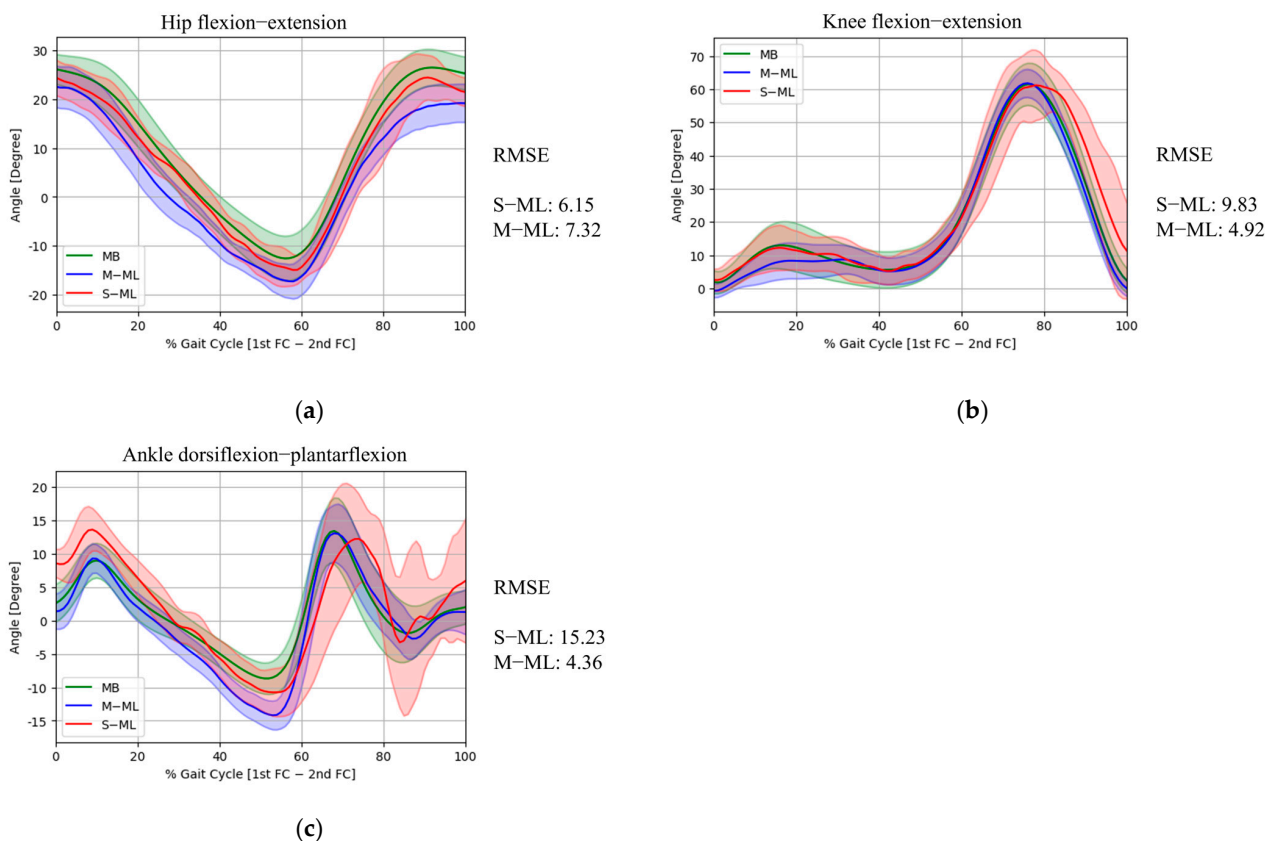 Hip flexion−extension
30
20
10
0
-10
-20
Angle [Degree]
MB
M−ML
S−ML
0 20 40 60 80 100
% Gait Cycle [1st FC − 2nd FC]
RMSE
S−ML: 6.15
M−ML: 7.32
(a)
Knee flexion−extension
70
60
50
40
30
20
10
0
Angle [Degree]
MB
M−ML
S−ML
0 20 40 60 80 100
% Gait Cycle [1st FC − 2nd FC]
RMSE
S−ML: 9.83
M−ML: 4.92
(b)
Ankle dorsiflexion−plantarflexion
20
15
10
5
0
-5
-10
-15
Angle [Degree]
MB
M−ML
S−ML
0 20 40 60 80 100
% Gait Cycle [1st FC − 2nd FC]
RMSE
S−ML: 15.23
M−ML: 4.36
(c)